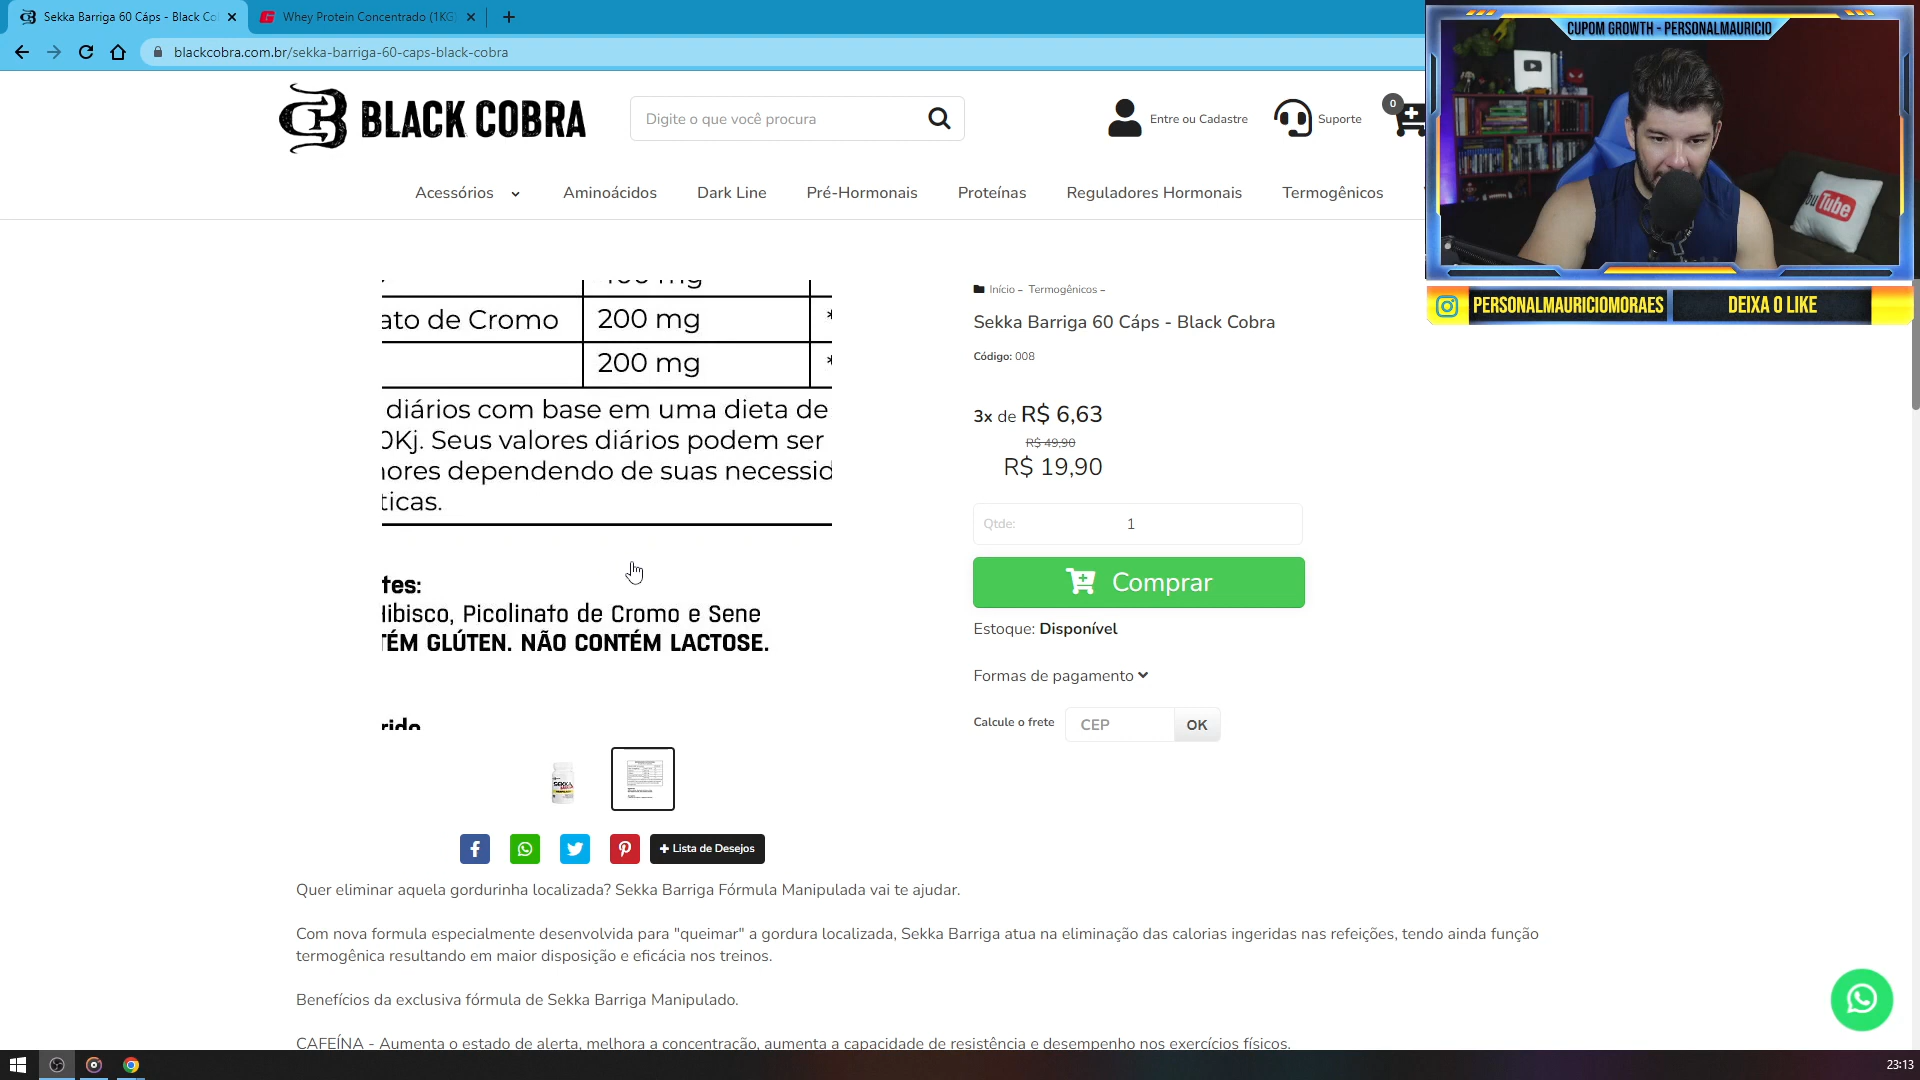 Sekka Barriga 60 Cáps - Black Co
Whey Protein Concentrado (1KG)
blackcobra.com.br/sekka-barriga-60-caps-black-cobra
CUPOM GROWTH - PERSONALMAURICIO
BLACK COBRA
Digite o que você procura
Entre ou Cadastre
Suporte
0
Acessórios
Aminoácidos
Dark Line
Pré-Hormonais
Proteínas
Reguladores Hormonais
Termogênicos
YouTube
PERSONALMAURICIOMORAES
DEIXA O LIKE
ato de Cromo 200 mg *
200 mg *
diários com base em uma dieta de
0Kj. Seus valores diários podem ser
nores dependendo de suas necessid
ticas.
tes:
Hibisco, Picolinato de Cromo e Sene
TÉM GLÚTEN. NÃO CONTÉM LACTOSE.
Início - Termogênicos -
Sekka Barriga 60 Cáps - Black Cobra
Código: 008
3x de R$ 6,63
R$ 49,90
R$ 19,90
Qtde: 1
Comprar
Estoque: Disponível
Formas de pagamento
Calcule o frete CEP OK
SEKKA
+ Lista de Desejos
Quer eliminar aquela gordurinha localizada? Sekka Barriga Fórmula Manipulada vai te ajudar.
Com nova formula especialmente desenvolvida para "queimar" a gordura localizada, Sekka Barriga atua na eliminação das calorias ingeridas nas refeições, tendo ainda função
termogênica resultando em maior disposição e eficácia nos treinos.
Benefícios da exclusiva fórmula de Sekka Barriga Manipulado.
CAFEÍNA - Aumenta o estado de alerta, melhora a concentração, aumenta a capacidade de resistência e desempenho nos exercícios físicos.
23:13